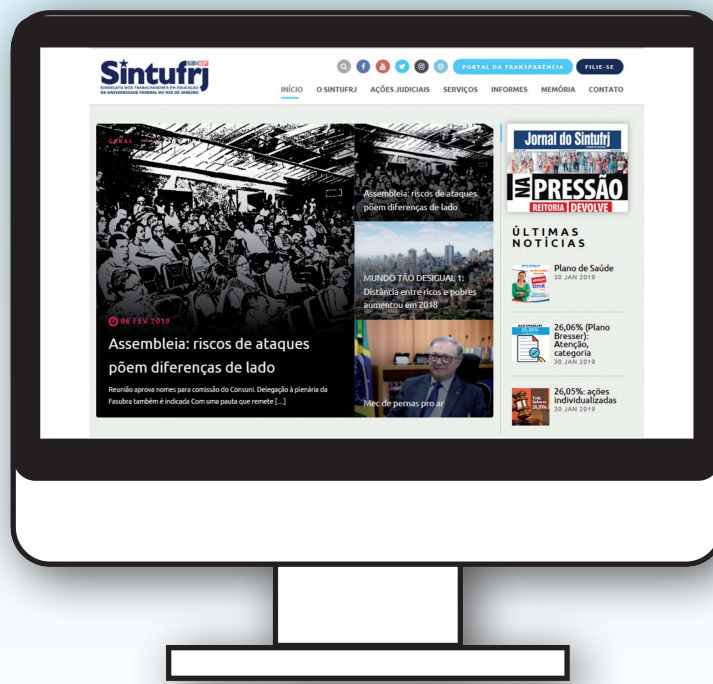 Sintufrj
SINDICATO DOS TRABALHADORES EM EDUCAÇÃO
DA UNIVERSIDADE FEDERAL DO RIO DE JANEIRO
PORTAL DA TRANSPARÊNCIA
FILIE-SE
INÍCIO O SINTUFRJ AÇÕES JUDICIAIS SERVIÇOS INFORMES MEMÓRIA CONTATO
GERAL
06 FEV 2019
Assembleia: riscos de ataques
põem diferenças de lado
Reunião aprova nomes para comissão do Consuni. Delegação à plenária da
Fasubra também é indicada Com uma pauta que remete [...]
Assembleia: riscos de ataques
põem diferenças de lado
MUNDO TÃO DESIGUAL 1:
Distância entre ricos e pobres
aumentou em 2018
Mec de pernas pro ar
Jornal do Sintufrj
NA PRESSÃO
REITORIA DEVOLVE
ÚLTIMAS
NOTÍCIAS
Plano de Saúde
30 JAN 2019
26,06%
26,06% (Plano
Bresser):
Atenção,
categoria
30 JAN 2019
26,05%: ações
individualizadas
30 JAN 2019